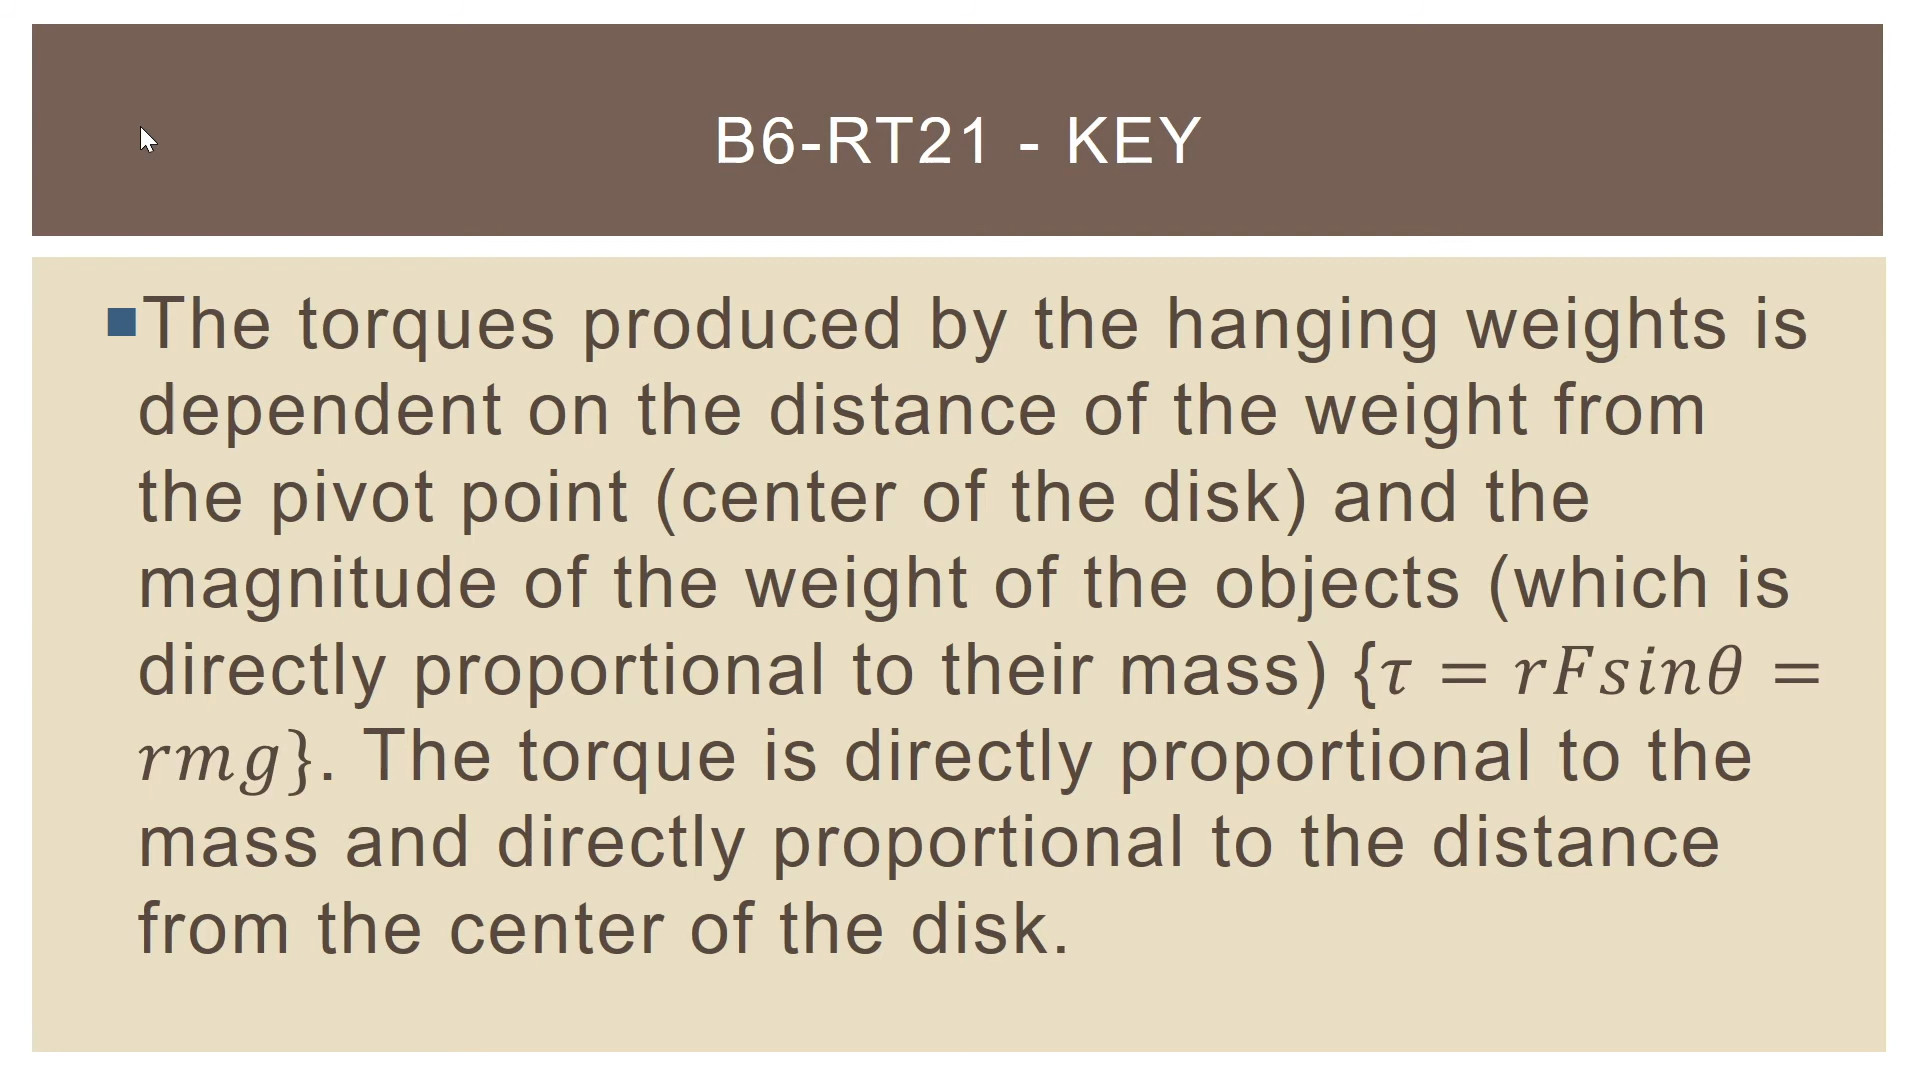 B6-RT21 - KEY
▪The torques produced by the hanging weights is
dependent on the distance of the weight from
the pivot point (center of the disk) and the
magnitude of the weight of the objects (which is
directly proportional to their mass) {τ = rFsinθ =
rmg}. The torque is directly proportional to the
mass and directly proportional to the distance
from the center of the disk.